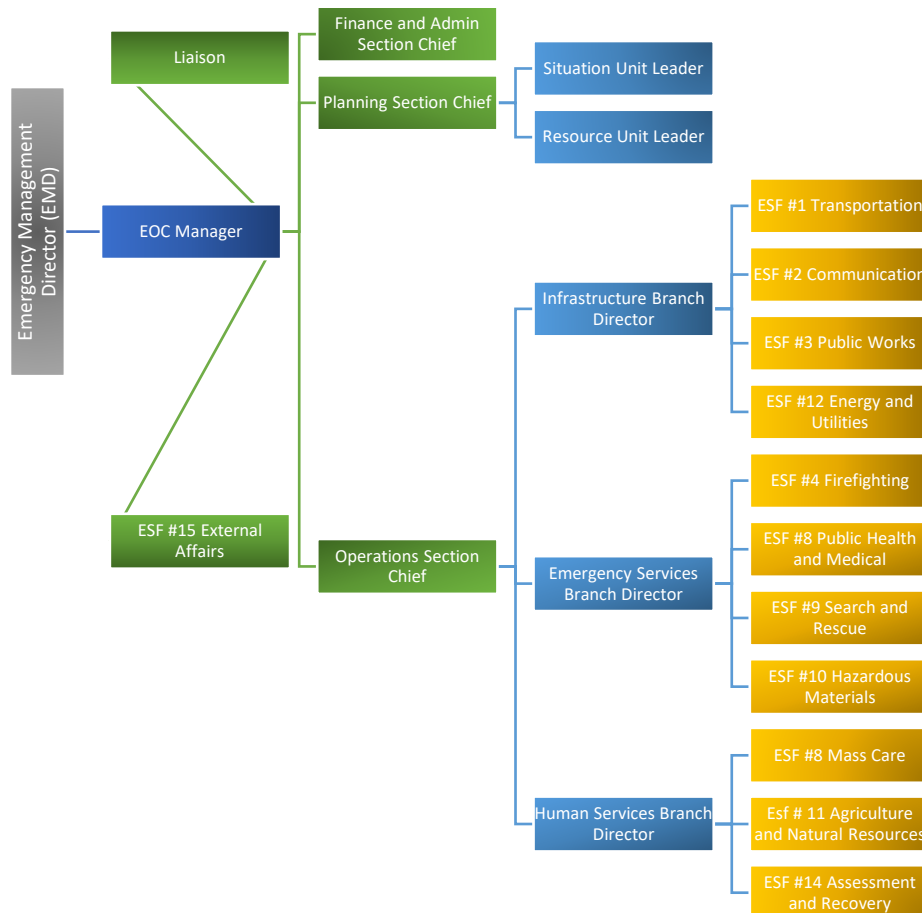 Emergency Management
Director (EMD)
Liaison
EOC Manager
ESF #15 External
Affairs
Finance and Admin
Section Chief
Planning Section Chief
Operations Section
Chief
Situation Unit Leader
Resource Unit Leader
Infrastructure Branch
Director
Emergency Services
Branch Director
Human Services Branch
Director
ESF #1 Transportation
ESF #2 Communication
ESF #3 Public Works
ESF #12 Energy and
Utilities
ESF #4 Firefighting
ESF #8 Public Health
and Medical
ESF #9 Search and
Rescue
ESF #10 Hazardous
Materials
ESF #8 Mass Care
Esf # 11 Agriculture
and Natural Resources
ESF #14 Assessment
and Recovery